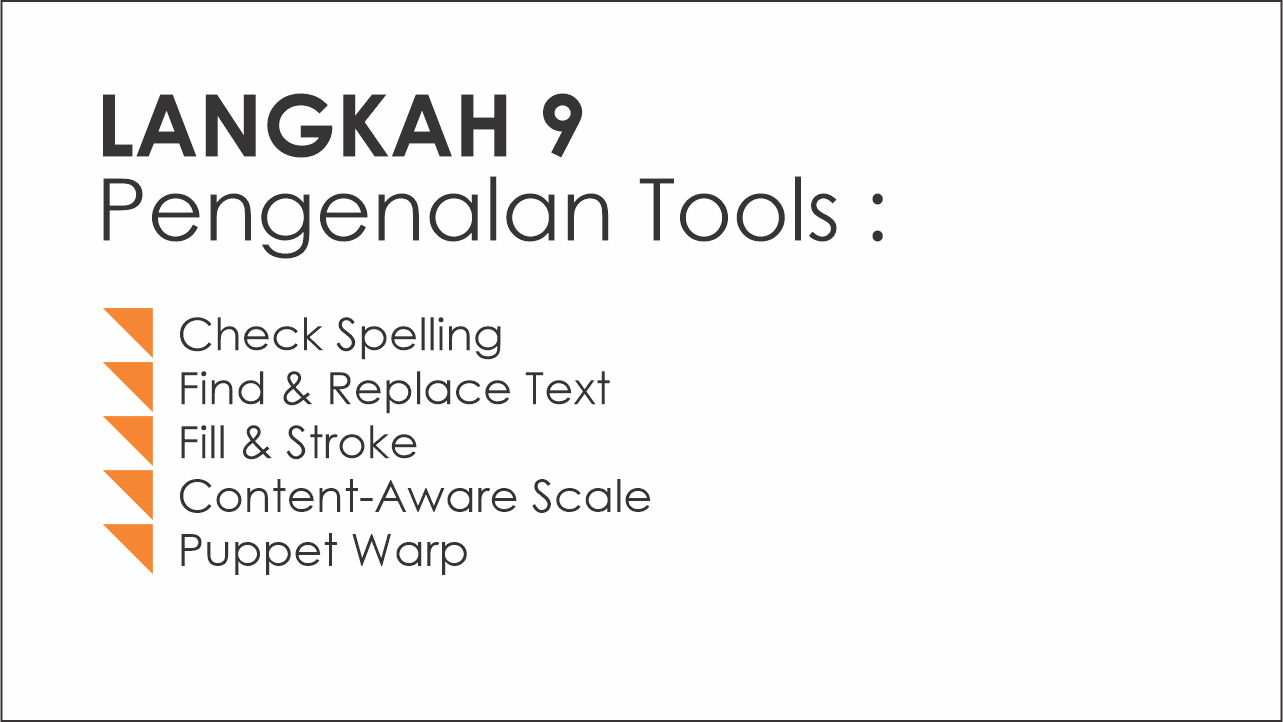 LANGKAH 9
Pengenalan Tools :
Check Spelling
Find & Replace Text
Fill & Stroke
Content-Aware Scale
Puppet Warp